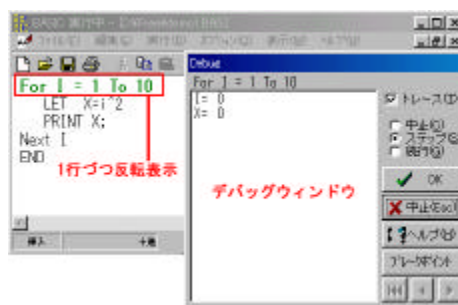 Debug
For I = 1 To 10
LET X=i^2
PRINT X;
Next I
END
1行づつ反転表示
For I = 1 To 10
I= 0
X= 0
デバッグウィンドウ
トレース(T)
中止(C)
ステップ(S)
続行(G)
OK
中止(Esc)
ヘルプ(H)
ブレークポイント
挿入